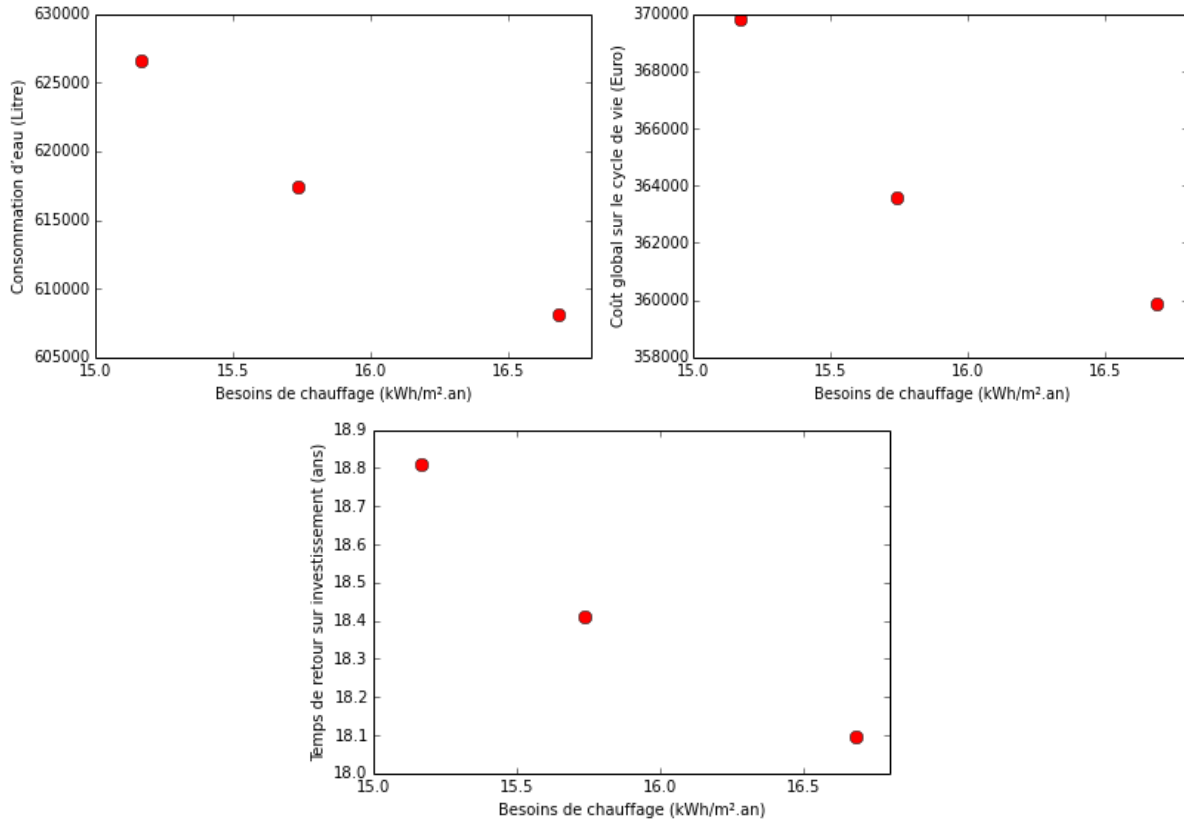 630000
625000
620000
615000
610000
605000
Consommation d'eau (Litre)
15.0 15.5 16.0 16.5
Besoins de chauffage (kWh/m².an)
370000
368000
366000
364000
362000
360000
358000
Coût global sur le cycle de vie (Euro)
15.0 15.5 16.0 16.5
Besoins de chauffage (kWh/m².an)
18.9
18.8
18.7
18.6
18.5
18.4
18.3
18.2
18.1
18.0
Temps de retour sur investissement (ans)
15.0 15.5 16.0 16.5
Besoins de chauffage (kWh/m².an)